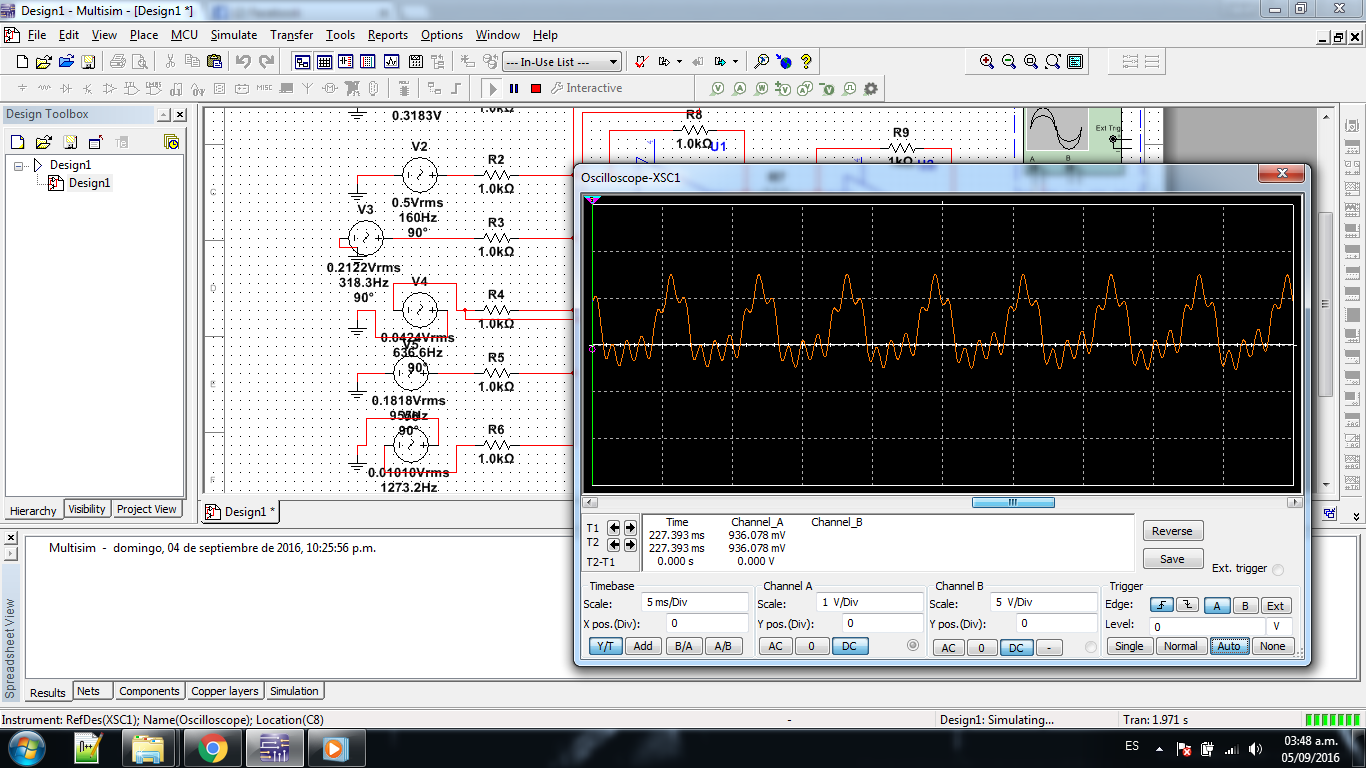 Design1 - Multisim - [Design1 *]
File Edit View Place MCU Simulate Transfer Tools Reports Options Window Help
--- In-Use List ---
Interactive
Design Toolbox
Design1
Design1
Hierarchy Visibility Project View
0.3183V
1.0kΩ
V2
0.5Vrms
160Hz
90°
R2
1.0kΩ
V3
0.2122Vrms
318.3Hz
90°
R3
1.0kΩ
V4
0.0424Vrms
636.6Hz
90°
R4
1.0kΩ
V5
0.1818Vrms
955Hz
90°
R5
1.0kΩ
0.01010Vrms
1273.2Hz
R6
1.0kΩ
R8
1.0kΩ
U1
R9
1kΩ
Ext Trig
A B
Design1 *
Oscilloscope-XSC1
T1
T2
T2-T1
Time Channel_A Channel_B
227.393 ms 936.078 mV
227.393 ms 936.078 mV
0.000 s 0.000 V
Reverse
Save
Ext. trigger
Timebase
Scale: 5 ms/Div
X pos.(Div): 0
Y/T Add B/A A/B
Channel A
Scale: 1 V/Div
Y pos.(Div): 0
AC 0 DC
Channel B
Scale: 5 V/Div
Y pos.(Div): 0
AC 0 DC -
Trigger
Edge: A B Ext
Level: 0 V
Single Normal Auto None
Multisim - domingo, 04 de septiembre de 2016, 10:25:56 p.m.
Spreadsheet View
Results Nets Components Copper layers Simulation
Instrument: RefDes(XSC1); Name(Oscilloscope); Location(C8)
-
Design1: Simulating...
Tran: 1.971 s
ES
03:48 a.m.
05/09/2016